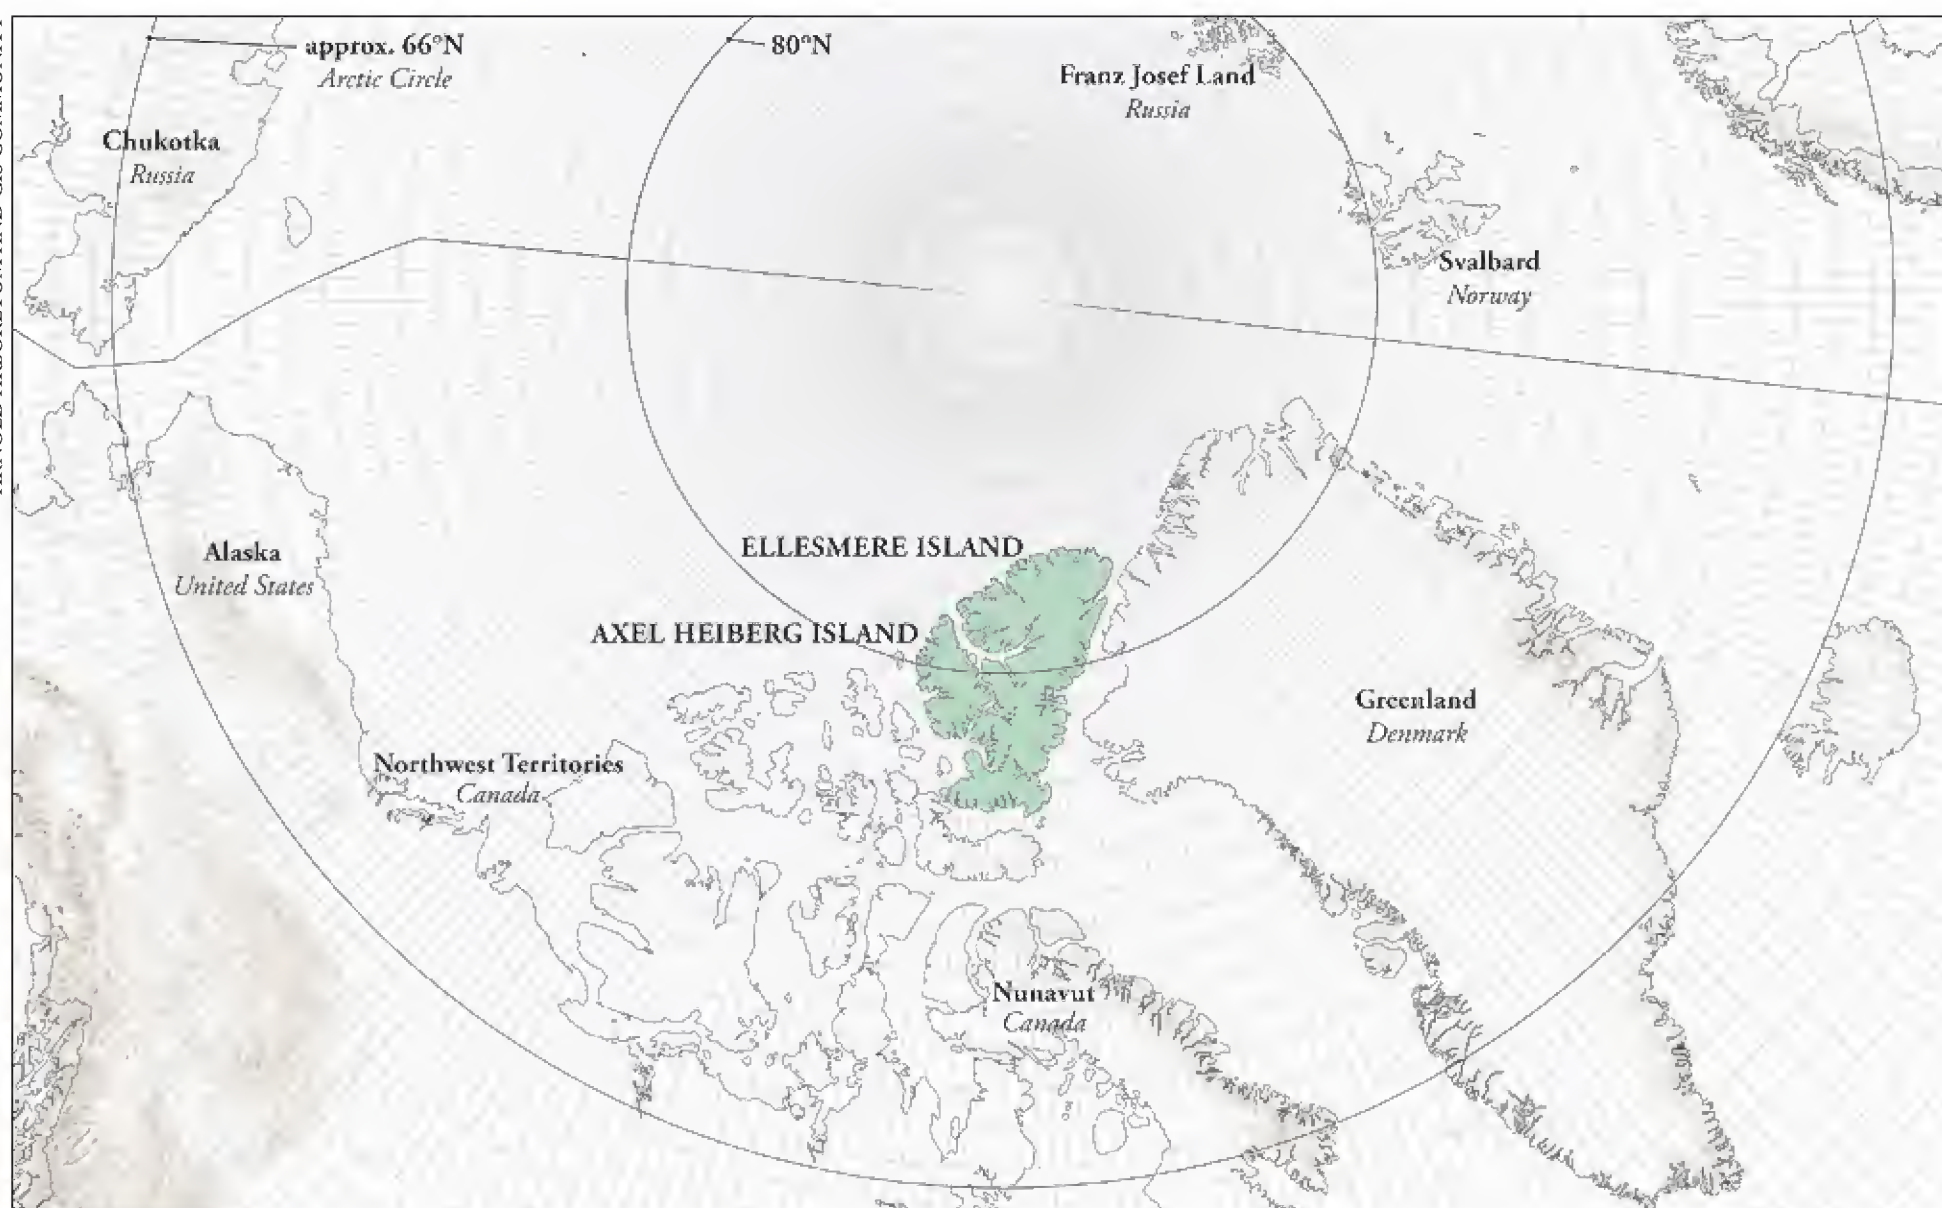 approx. 66°N
Arctic Circle
80°N
Franz Josef Land
Russia
Chukotka
Russia
Svalbard
Norway
ELLESMERE ISLAND
Alaska
United States
AXEL HEIBERG ISLAND
Greenland
Denmark
Northwest Territories
Canada
Nunavut
Canada